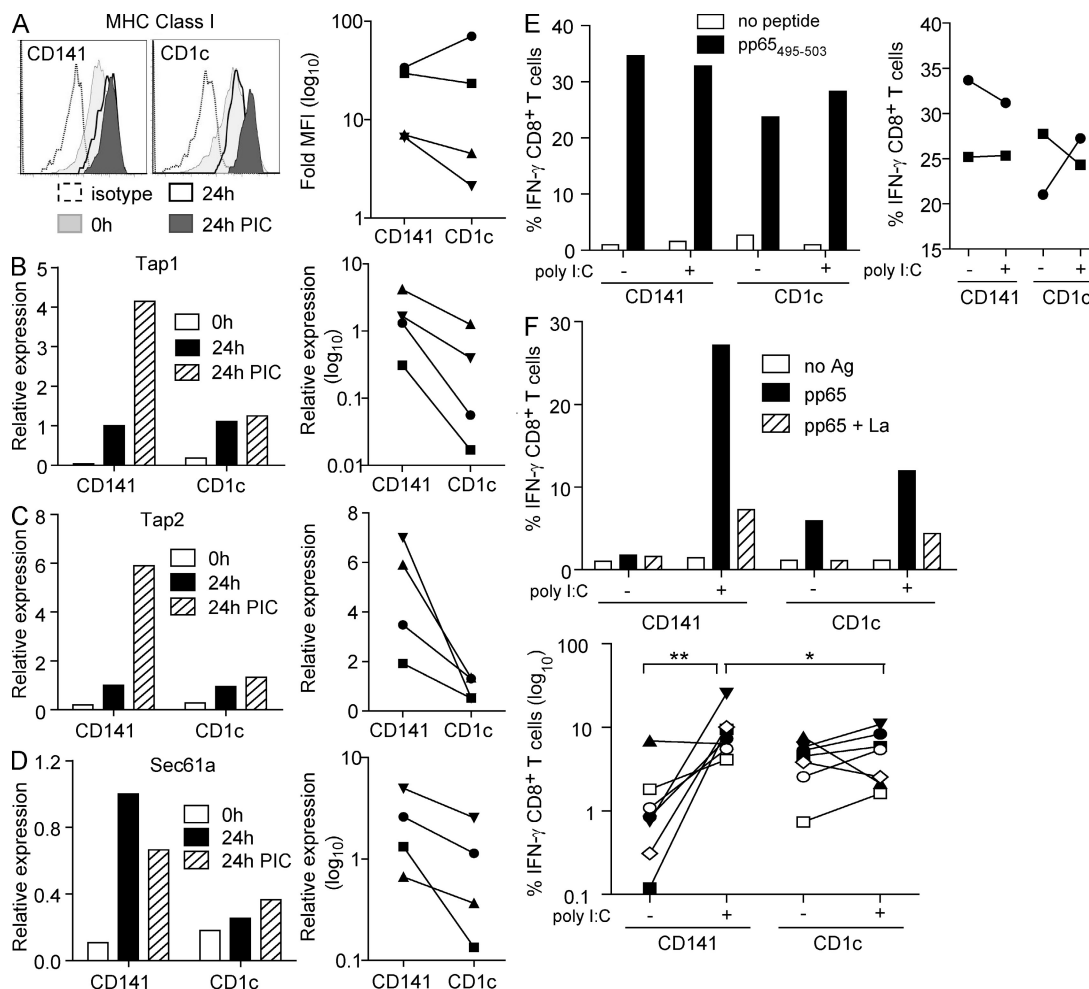 A
MHC Class I
CD141
CD1c
isotype
24h
0h
24h PIC
Fold MFI (log10)
100
10
1
CD141
CD1c
B
Tap1
Relative expression
5
4
3
2
1
0
0h
24h
24h PIC
CD141
CD1c
Relative expression
(log10)
10
1
0.1
0.01
CD141
CD1c
C
Tap2
Relative expression
8
6
4
2
0
0h
24h
24h PIC
CD141
CD1c
Relative expression
8
6
4
2
0
CD141
CD1c
D
Sec61a
Relative expression
1.2
0.8
0.4
0.0
0h
24h
24h PIC
CD141
CD1c
Relative expression
(log10)
10
1
0.1
CD141
CD1c
E
% IFN-γ CD8+ T cells
40
30
20
10
0
no peptide
pp65495-503
poly I:C - + - +
CD141
CD1c
% IFN-γ CD8+ T cells
40
35
30
25
20
15
poly I:C - + - +
CD141
CD1c
F
% IFN-γ CD8+ T cells
30
20
10
0
no Ag
pp65
pp65 + La
poly I:C - + - +
CD141
CD1c
% IFN-γ CD8+ T cells (log10)
100
10
1
0.1
**
*
poly I:C - + - +
CD141
CD1c